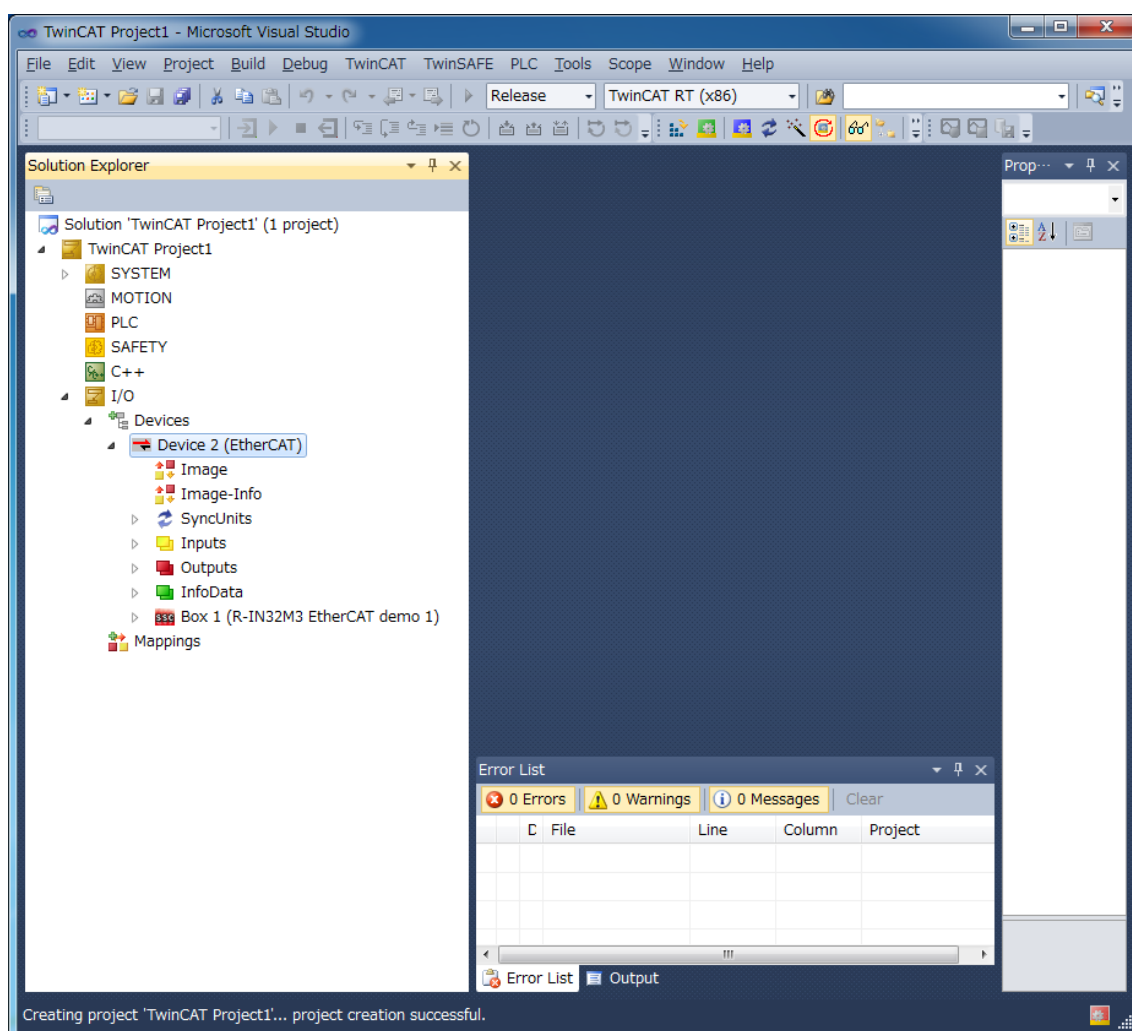 TwinCAT Project1 - Microsoft Visual Studio
File Edit View Project Build Debug TwinCAT TwinSAFE PLC Tools Scope Window Help
Release TwinCAT RT (x86)
Solution Explorer
Solution 'TwinCAT Project1' (1 project)
TwinCAT Project1
SYSTEM
MOTION
PLC
SAFETY
C++
I/O
Devices
Device 2 (EtherCAT)
Image
Image-Info
SyncUnits
Inputs
Outputs
InfoData
Box 1 (R-IN32M3 EtherCAT demo 1)
Mappings
Prop...
Error List
0 Errors 0 Warnings 0 Messages Clear
D File Line Column Project
Error List Output
Creating project 'TwinCAT Project1'... project creation successful.